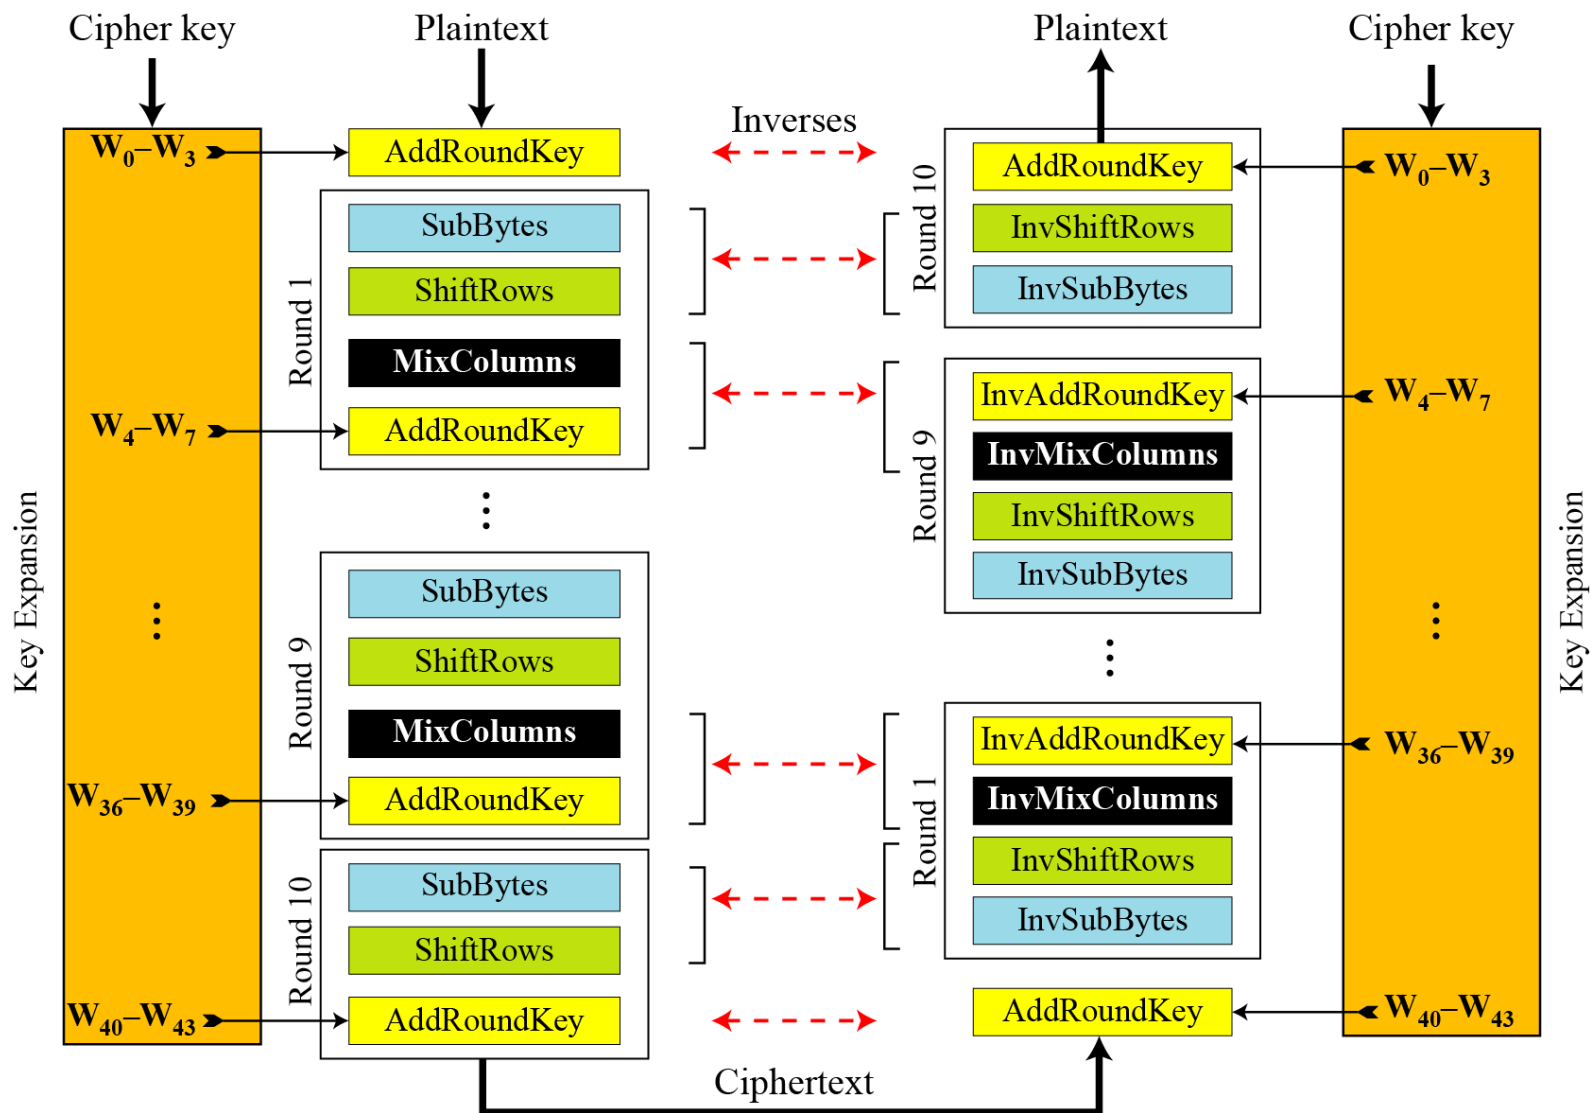 Cipher key
Plaintext
Plaintext
Cipher key
Inverses
W0–W3
AddRoundKey
AddRoundKey
W0–W3
Round 1
SubBytes
ShiftRows
MixColumns
W4–W7
AddRoundKey
Round 10
InvShiftRows
InvSubBytes
Round 9
InvAddRoundKey
W4–W7
InvMixColumns
InvShiftRows
InvSubBytes
Key Expansion
⋮
⋮
Round 9
SubBytes
ShiftRows
MixColumns
W36–W39
AddRoundKey
⋮
⋮
Key Expansion
Round 1
InvAddRoundKey
W36–W39
InvMixColumns
InvShiftRows
InvSubBytes
Round 10
SubBytes
ShiftRows
W40–W43
AddRoundKey
AddRoundKey
W40–W43
Ciphertext